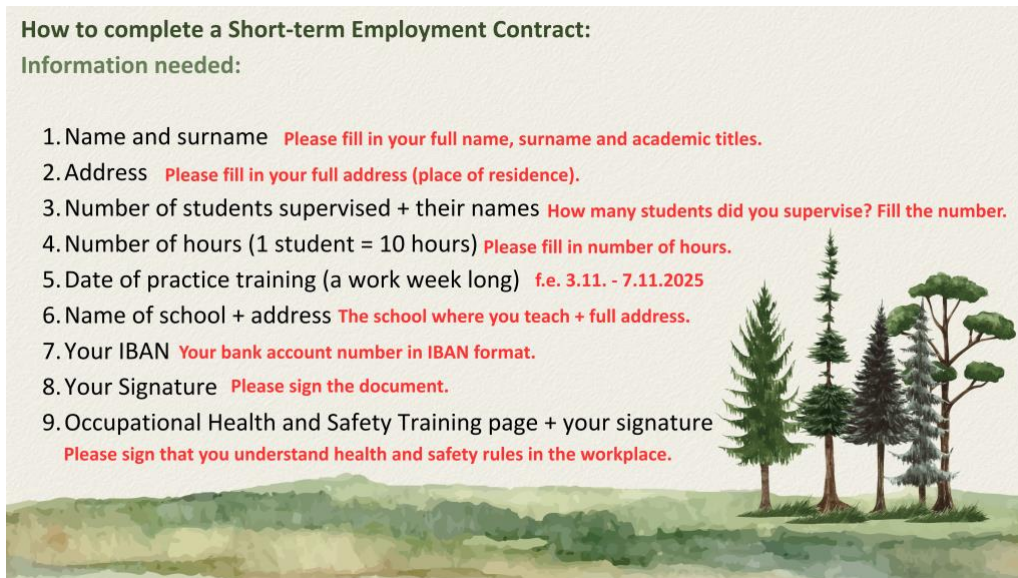 How to complete a Short-term Employment Contract:
Information needed:
1. Name and surname Please fill in your full name, surname and academic titles.
2. Address Please fill in your full address (place of residence).
3. Number of students supervised + their names How many students did you supervise? Fill the number.
4. Number of hours (1 student = 10 hours) Please fill in number of hours.
5. Date of practice training (a work week long) f.e. 3.11. - 7.11.2025
6. Name of school + address The school where you teach + full address.
7. Your IBAN Your bank account number in IBAN format.
8. Your Signature Please sign the document.
9. Occupational Health and Safety Training page + your signature
Please sign that you understand health and safety rules in the workplace.